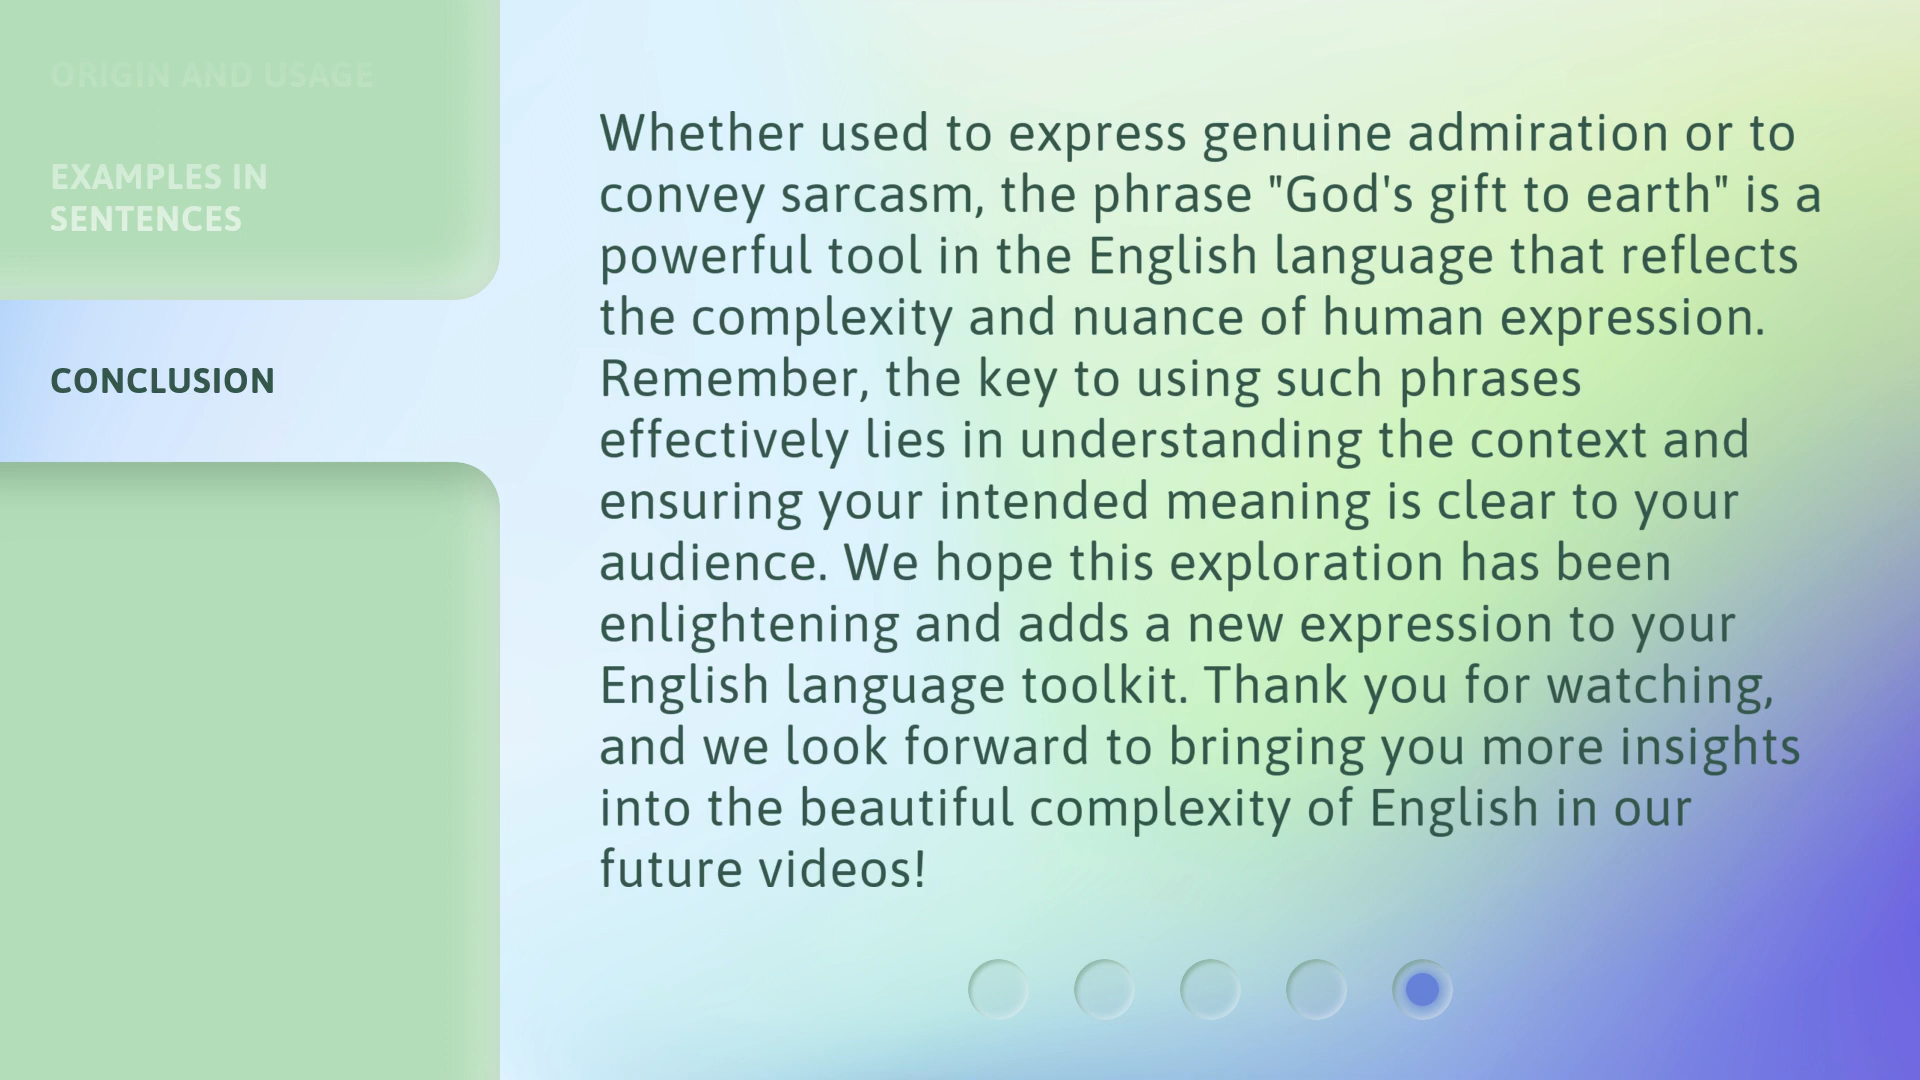 ORIGIN AND USAGE
EXAMPLES IN
SENTENCES
CONCLUSION
Whether used to express genuine admiration or to
convey sarcasm, the phrase "God's gift to earth" is a
powerful tool in the English language that reflects
the complexity and nuance of human expression.
Remember, the key to using such phrases
effectively lies in understanding the context and
ensuring your intended meaning is clear to your
audience. We hope this exploration has been
enlightening and adds a new expression to your
English language toolkit. Thank you for watching,
and we look forward to bringing you more insights
into the beautiful complexity of English in our
future videos!